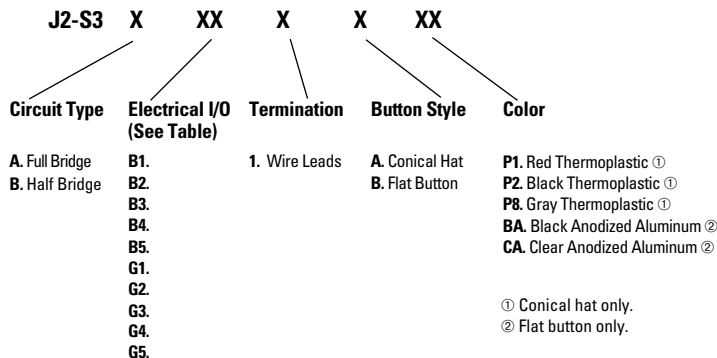 J2-S3 X XX X X XX
Circuit Type
A. Full Bridge
B. Half Bridge
Electrical I/O
(See Table)
B1.
B2.
B3.
B4.
B5.
G1.
G2.
G3.
G4.
G5.
Termination
1. Wire Leads
Button Style
A. Conical Hat
B. Flat Button
Color
P1. Red Thermoplastic ①
P2. Black Thermoplastic ①
P8. Gray Thermoplastic ①
BA. Black Anodized Aluminum ②
CA. Clear Anodized Aluminum ②
① Conical hat only.
② Flat button only.